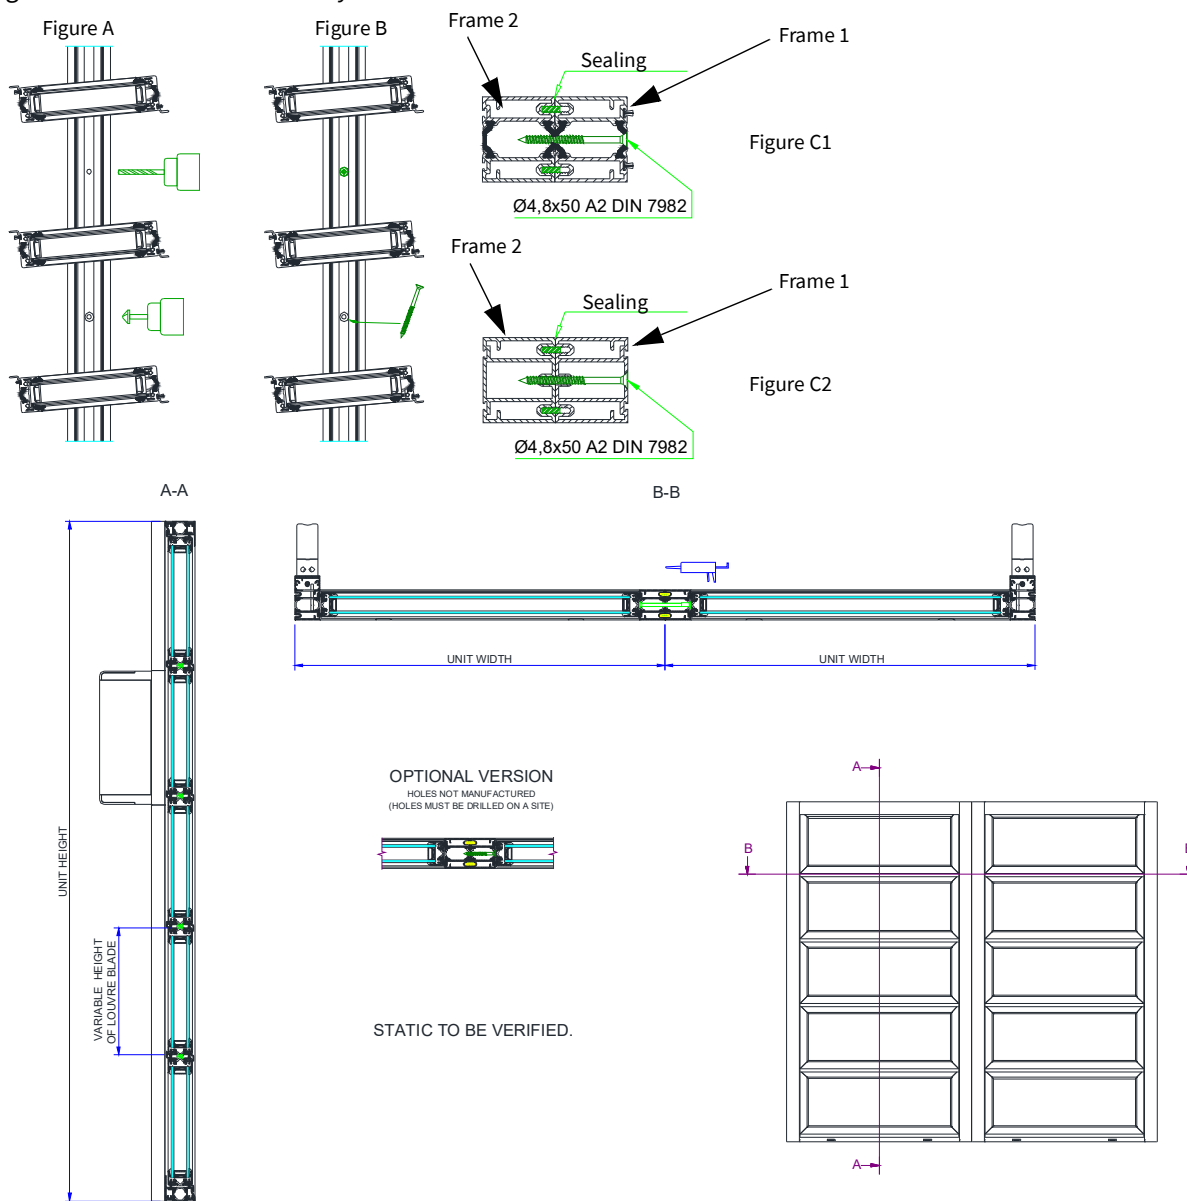 Figure A
Figure B
Frame 2
Frame 1
Sealing
Figure C1
Ø4,8x50 A2 DIN 7982
Frame 2
Frame 1
Sealing
Figure C2
Ø4,8x50 A2 DIN 7982
A-A
B-B
UNIT WIDTH
UNIT WIDTH
UNIT HEIGHT
VARIABLE HEIGHT
OF LOUVRE BLADE
OPTIONAL VERSION
HOLES NOT MANUFACTURED
(HOLES MUST BE DRILLED ON A SITE)
STATIC TO BE VERIFIED.
A
B
A